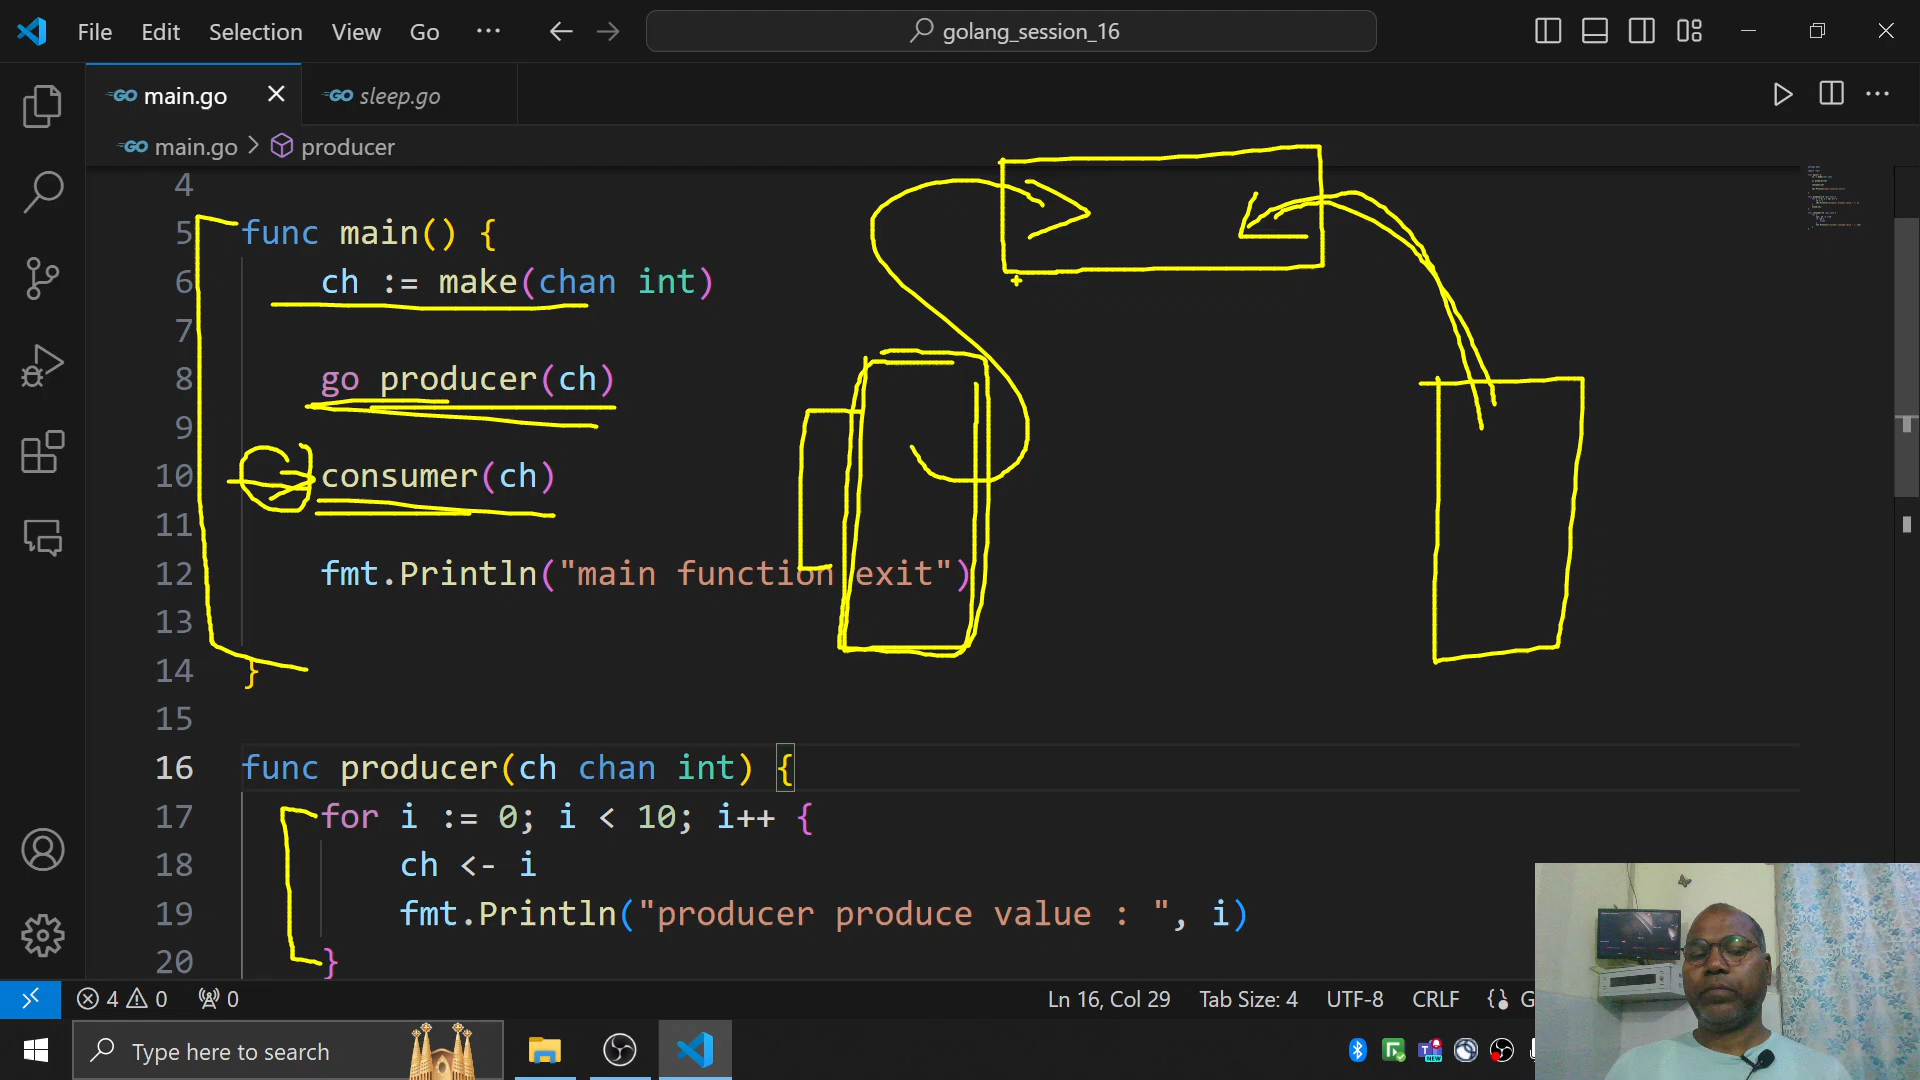 File Edit Selection View Go ··· golang_session_16
GO main.go GO sleep.go
GO main.go > producer
4
5 func main() {
6 ch := make(chan int)
7
8 go producer(ch)
9
10 consumer(ch)
11
12 fmt.Println("main function exit")
13
14 }
15
16 func producer(ch chan int) {
17 for i := 0; i < 10; i++ {
18 ch <- i
19 fmt.Println("producer produce value : ", i)
20 }
4 0 0 Ln 16, Col 29 Tab Size: 4 UTF-8 CRLF {} G
Type here to search NEW